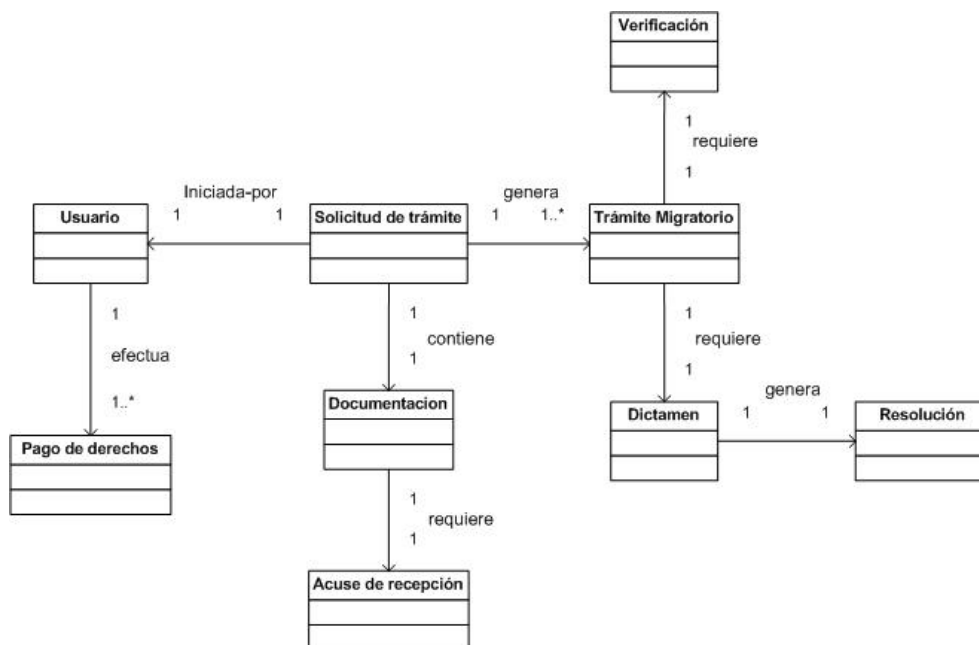 Verificación
1
requiere
1
Iniciada-por
genera
Usuario
1
1
Solicitud de trámite
1
1..*
Trámite Migratorio
1
efectua
1..*
1
contiene
1
1
requiere
1
Pago de derechos
Documentacion
Dictamen
genera
1
1
Resolución
1
requiere
1
Acuse de recepción